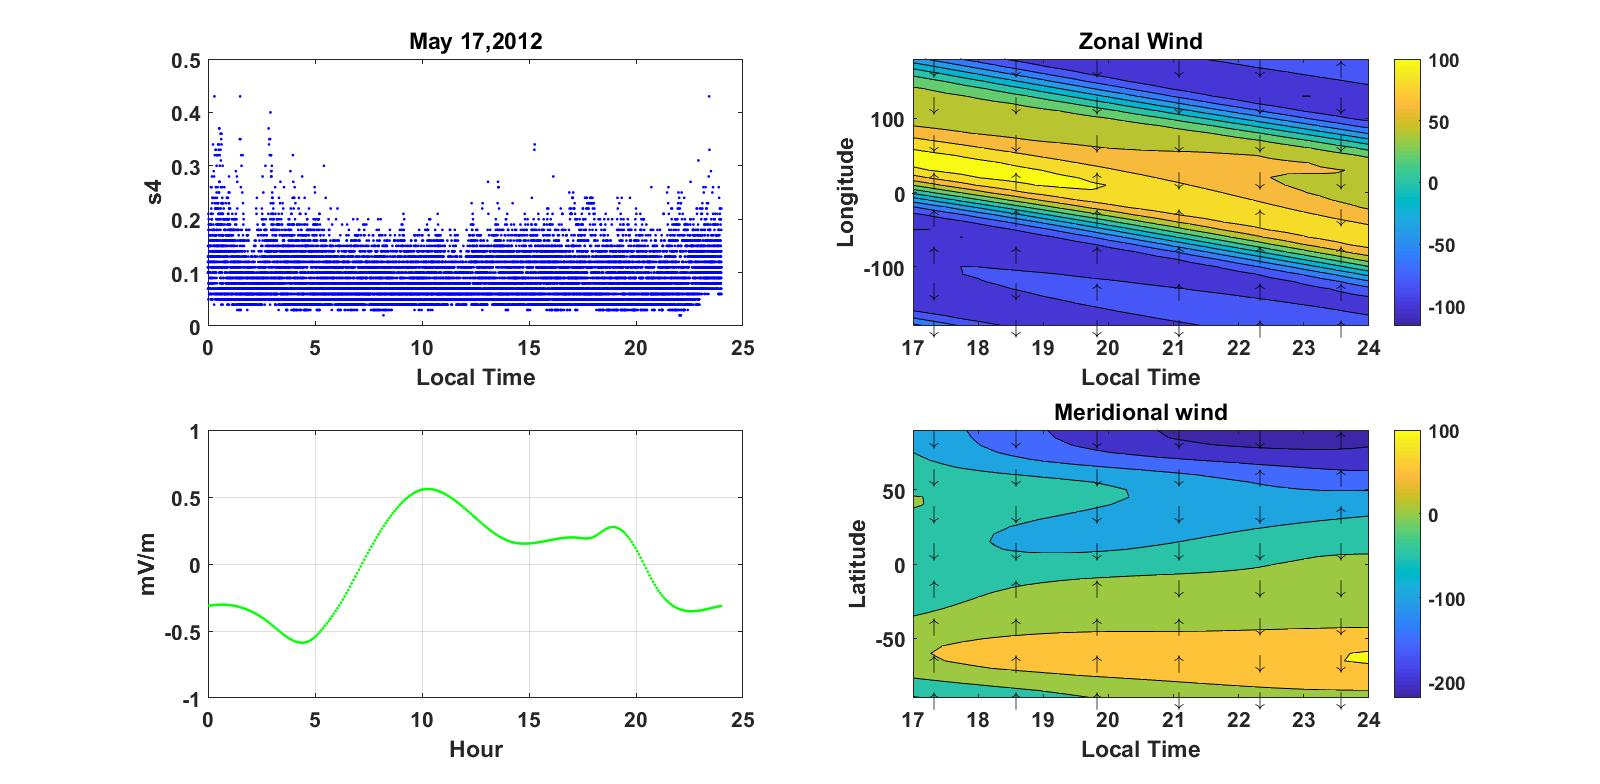 May 17,2012
0.5
0.4
0.3
0.2
0.1
0
s4
0 5 10 15 20 25
Local Time
Zonal Wind
100
0
-100
Longitude
17 18 19 20 21 22 23 24
Local Time
100
50
0
-50
-100
1
0.5
0
-0.5
-1
mV/m
0 5 10 15 20 25
Hour
Meridional wind
50
0
-50
Latitude
17 18 19 20 21 22 23 24
Local Time
100
0
-100
-200